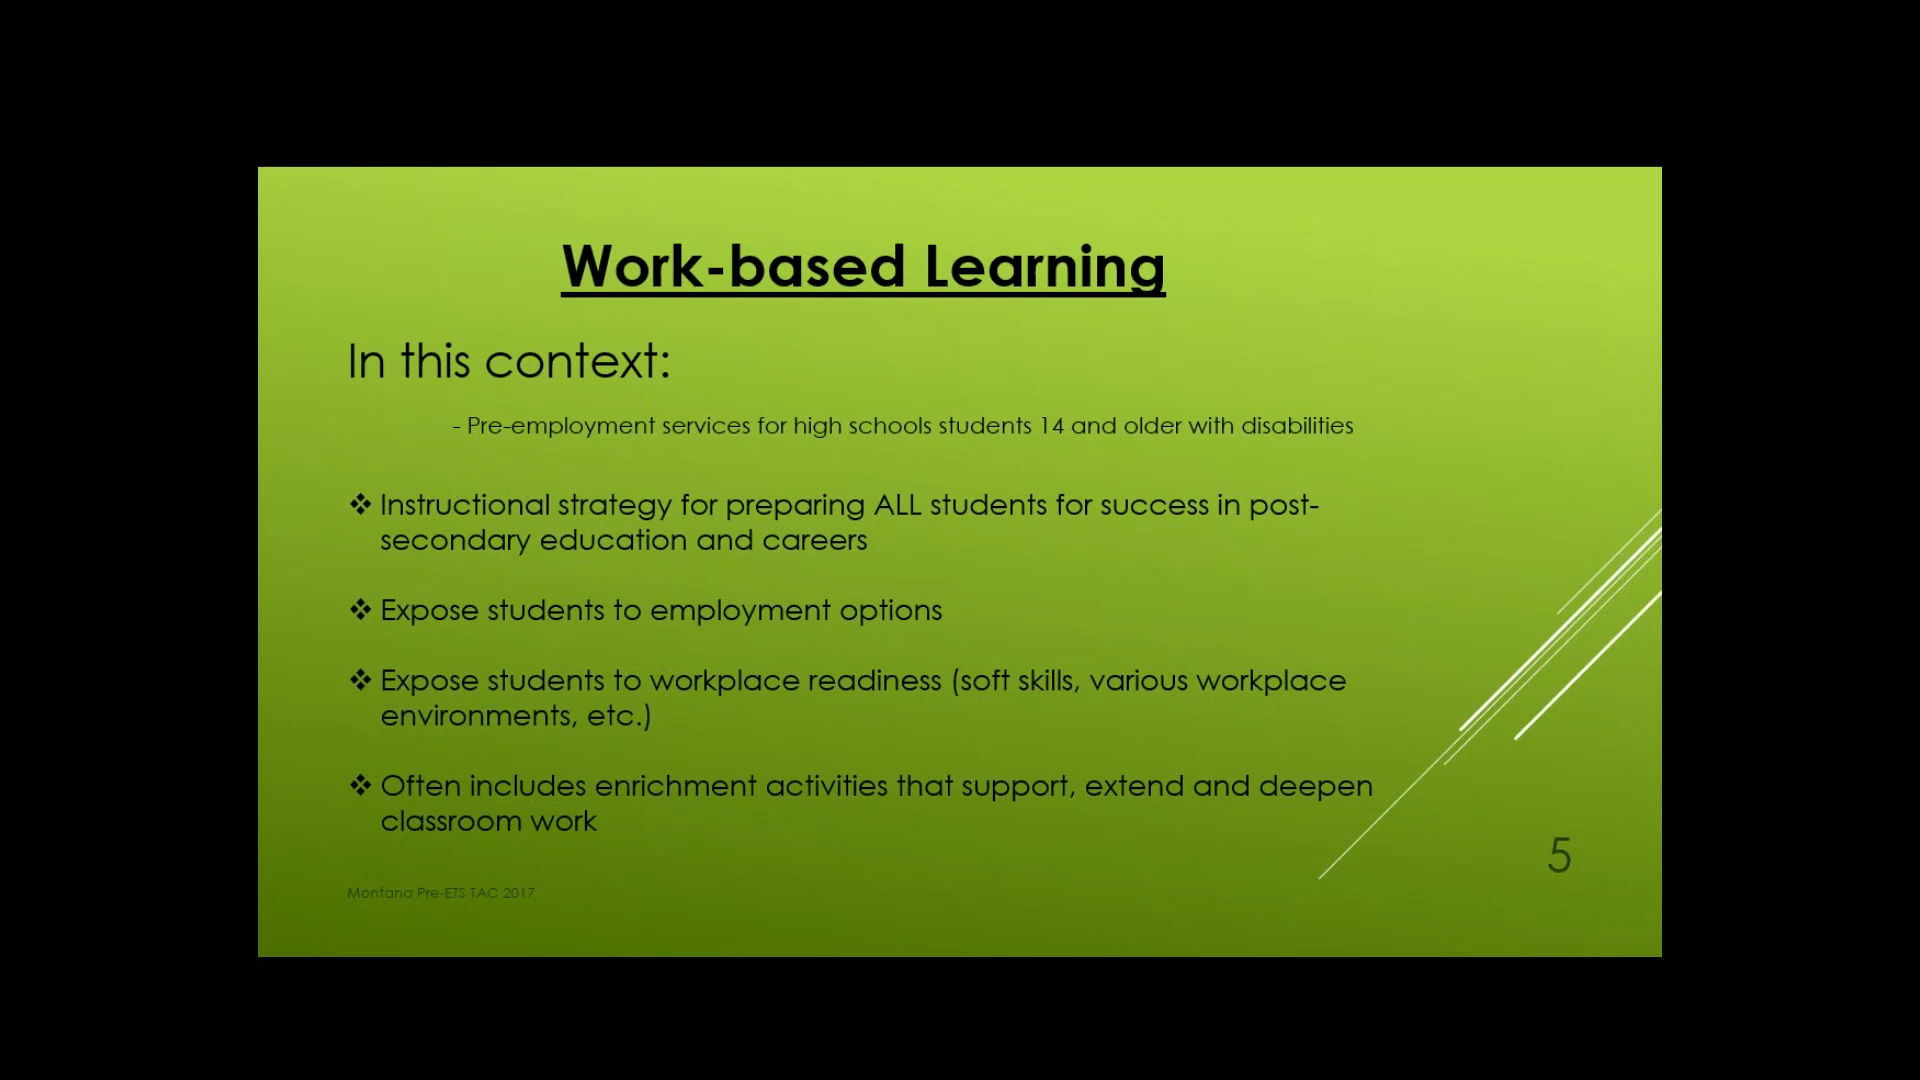 Work-based Learning
In this context:
- Pre-employment services for high schools students 14 and older with disabilities
❖ Instructional strategy for preparing ALL students for success in post-
secondary education and careers
❖ Expose students to employment options
❖ Expose students to workplace readiness (soft skills, various workplace
environments, etc.)
❖ Often includes enrichment activities that support, extend and deepen
classroom work
5
Montana Pre-ETS TAC 2017